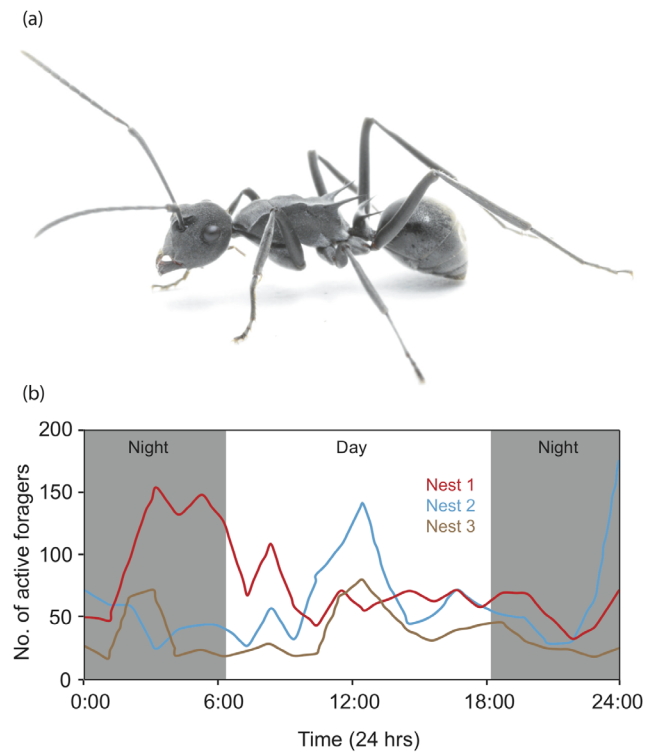 (a)
(b)
200
150
100
50
0
No. of active foragers
Night
Day
Night
Nest 1
Nest 2
Nest 3
0:00
6:00
12:00
18:00
24:00
Time (24 hrs)